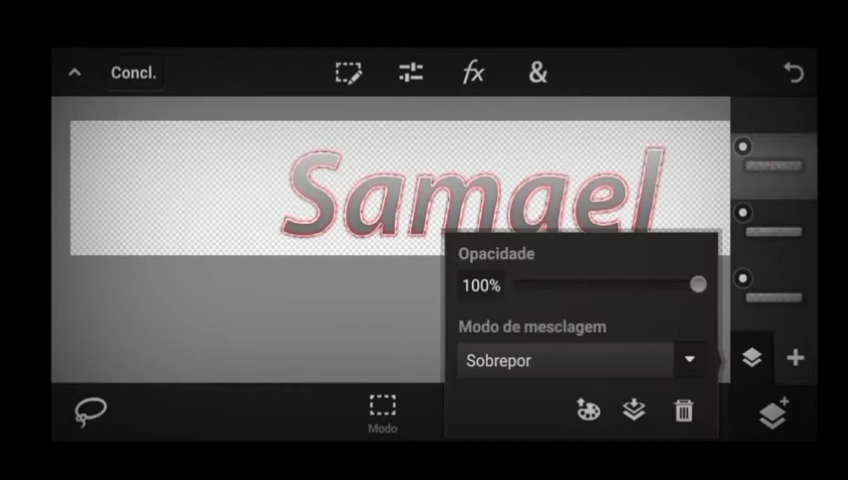 Concl.
fx
&
Samael
Opacidade
100%
Modo de mesclagem
Sobrepor
Modo